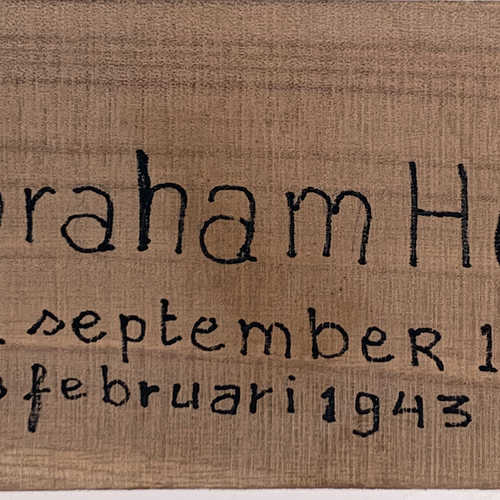 raham H
september 1
februari 1943